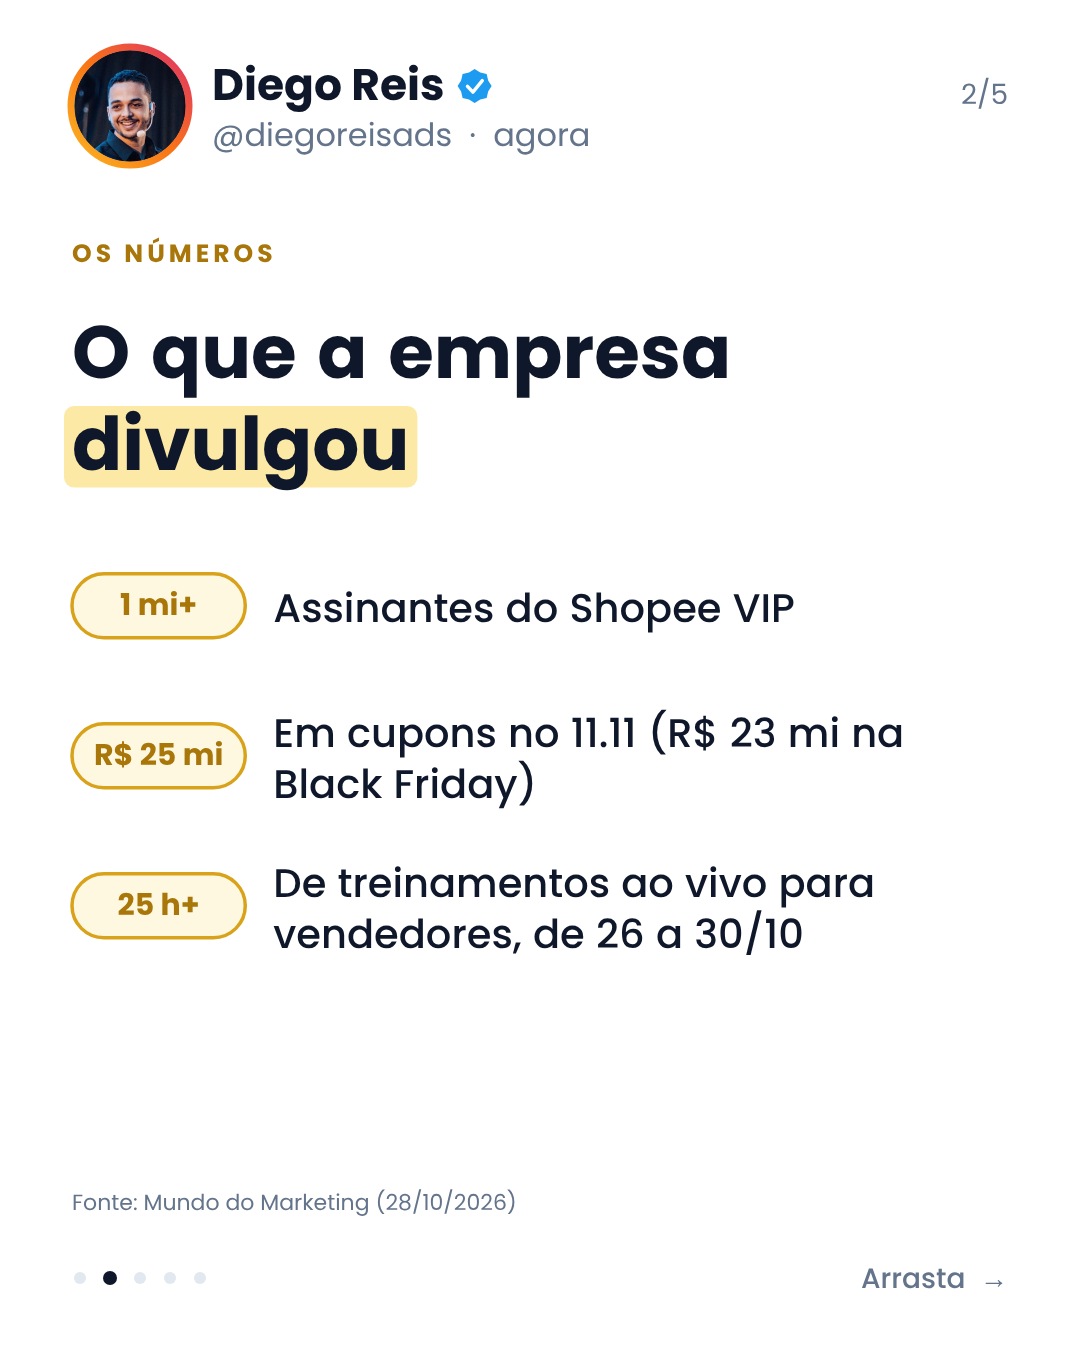 Diego Reis
@diegoreisads · agora
2/5
OS NÚMEROS
O que a empresa
divulgou
1 mi+
Assinantes do Shopee VIP
R$ 25 mi
Em cupons no 11.11 (R$ 23 mi na
Black Friday)
25 h+
De treinamentos ao vivo para
vendedores, de 26 a 30/10
Fonte: Mundo do Marketing (28/10/2026)
Arrasta →